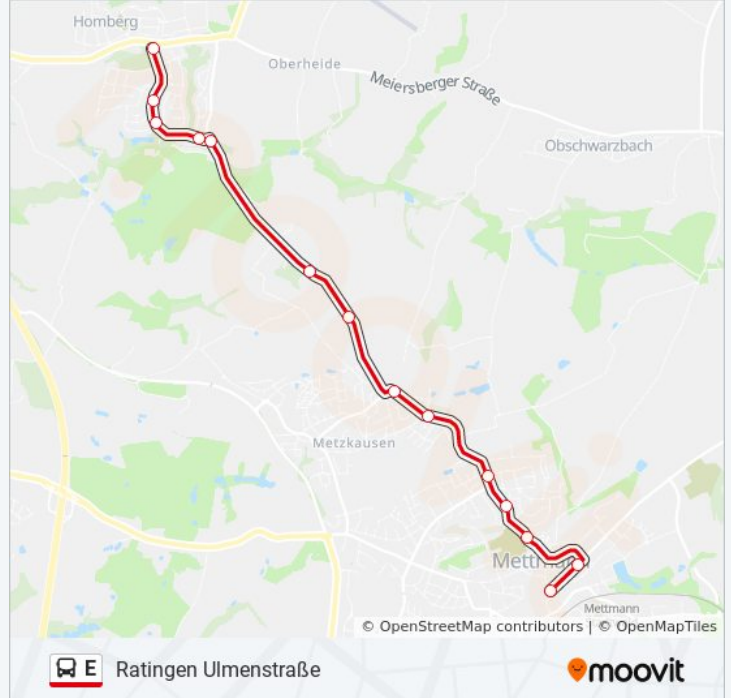 Homberg
Oberheide
Meiersberger Straße
Obschwarzbach
Metzkausen
Mettmann
Mettmann
© OpenStreetMap contributors | © OpenMapTiles
E Ratingen Ulmenstraße
moovit